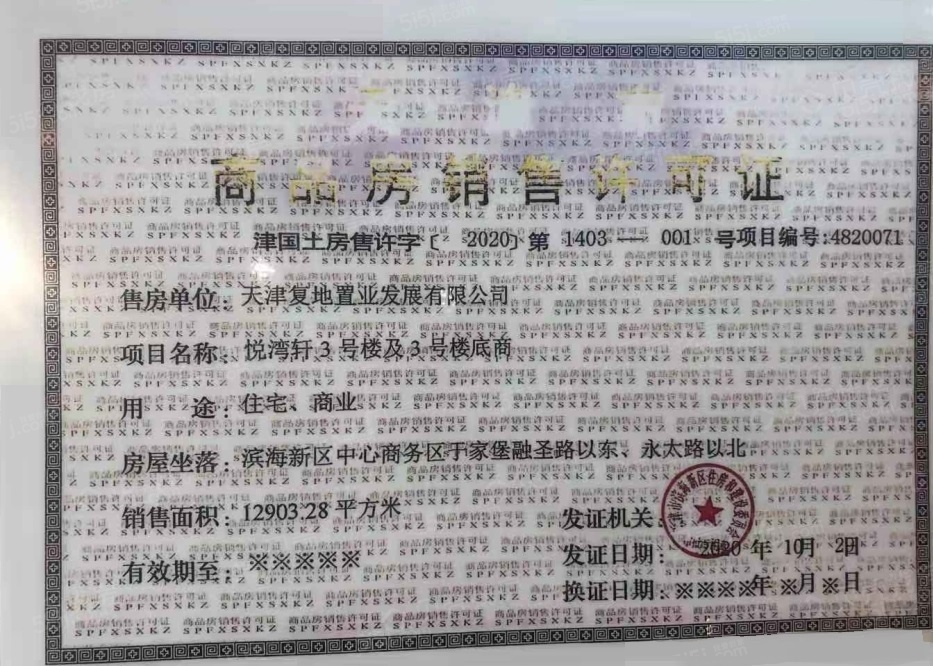 商品房销售许可证
津国土房售许字〔 2020〕第 1403 — 001 号项目编号:4820071
售房单位: 天津复地置业发展有限公司
项目名称: 悦湾轩3号楼及3号楼底商
用 途: 住宅、商业
房屋坐落: 滨海新区中心商务区于家堡融圣路以东、永太路以北
销售面积: 12903.28 平方米
发证机关:
有效期至: ※※※※※
发证日期: 2020 年 10月 2日
换证日期: ※※※※年 ※月 ※日